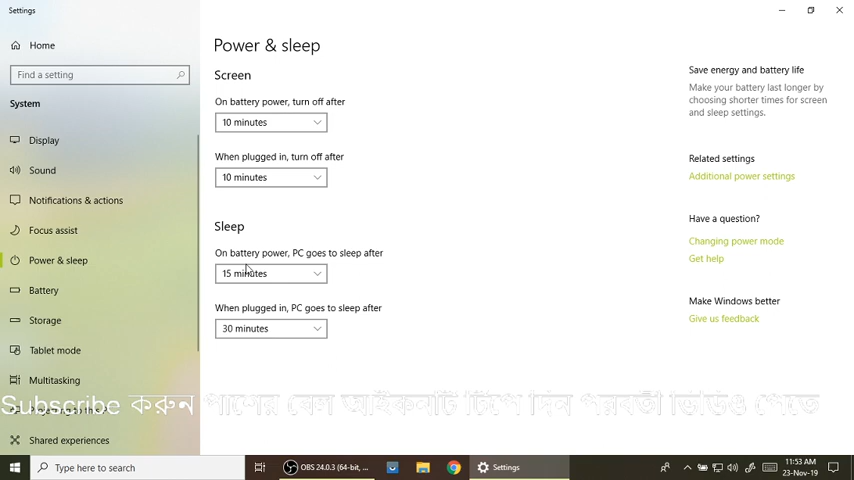 Settings
Home
Find a setting
System
Display
Sound
Notifications & actions
Focus assist
Power & sleep
Battery
Storage
Tablet mode
Multitasking
Shared experiences
Power & sleep
Screen
On battery power, turn off after
10 minutes
When plugged in, turn off after
10 minutes
Sleep
On battery power, PC goes to sleep after
15 minutes
When plugged in, PC goes to sleep after
30 minutes
Save energy and battery life
Make your battery last longer by
choosing shorter times for screen
and sleep settings.
Related settings
Additional power settings
Have a question?
Changing power mode
Get help
Make Windows better
Give us feedback
Subscribe করুন পাশের বেল আইকনটি টিপে দিন পরবর্তী ভিডিও পেতে
Type here to search
OBS 24.0.3 (64-bit, ...
Settings
11:53 AM
23-Nov-19